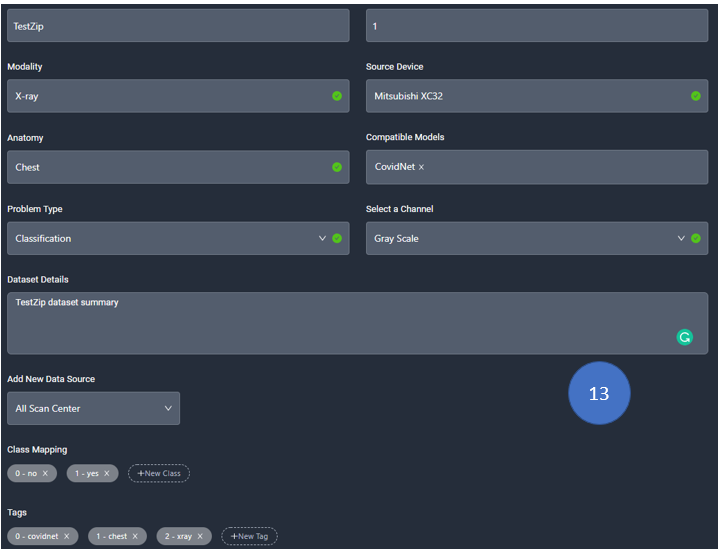 TestZip 1
Modality Source Device
X-ray Mitsubishi XC32
Anatomy Compatible Models
Chest CovidNet ×
Problem Type Select a Channel
Classification Gray Scale
Dataset Details
TestZip dataset summary
Add New Data Source
13
All Scan Center
Class Mapping
0 - no X 1 - yes X +New Class
Tags
0 - covidnet X 1 - chest X 2 - xray X +New Tag